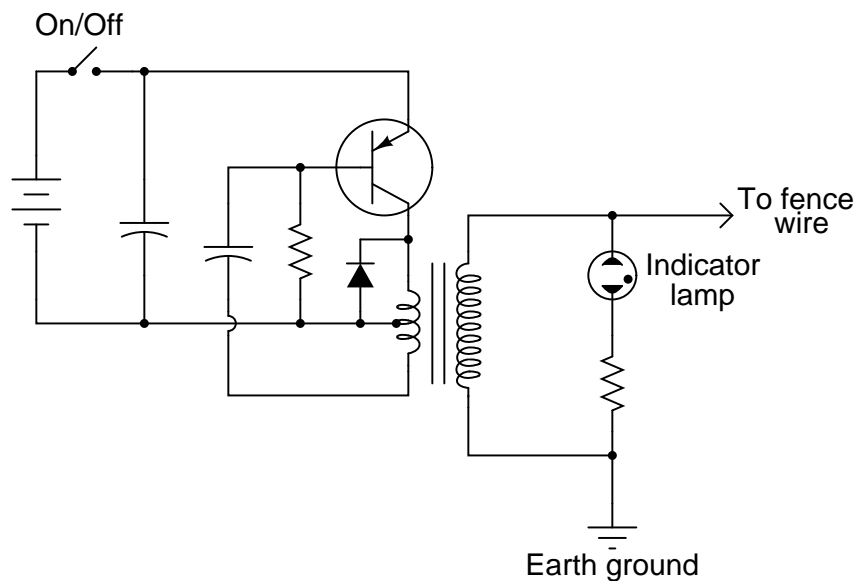 On/Off
To fence
wire
Indicator
lamp
Earth ground